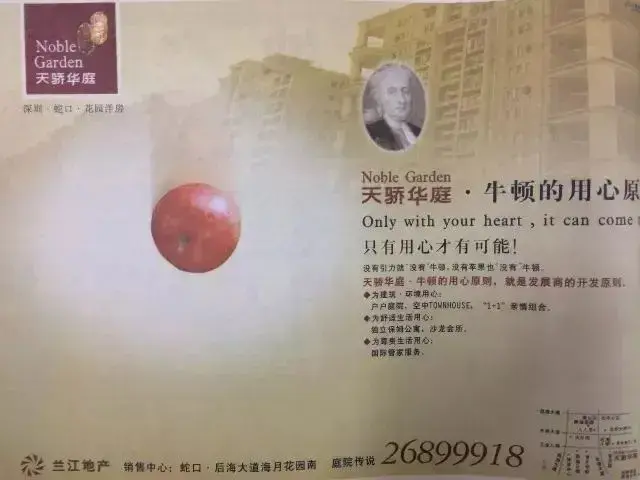 Noble
Garden
天骄华庭
深圳·蛇口·花园洋房
Noble Garden
天骄华庭·牛顿的用心原
Only with your heart , it can come
只有用心才有可能!
没有引力就"没有"牛顿,没有苹果也"没有"牛顿.
天骄华庭·牛顿的用心原则,就是发展商的开发原则.
◆为建筑·环境用心:
户户庭院、空中TOWNHOUSE、"1+1"亲情组合。
◆为舒适生活用心:
独立保姆公寓、沙龙会所。
◆为尊贵生活用心:
国际管家服务。
兰江地产 销售中心:蛇口·后海大道海月花园南 庭院传说 26899918